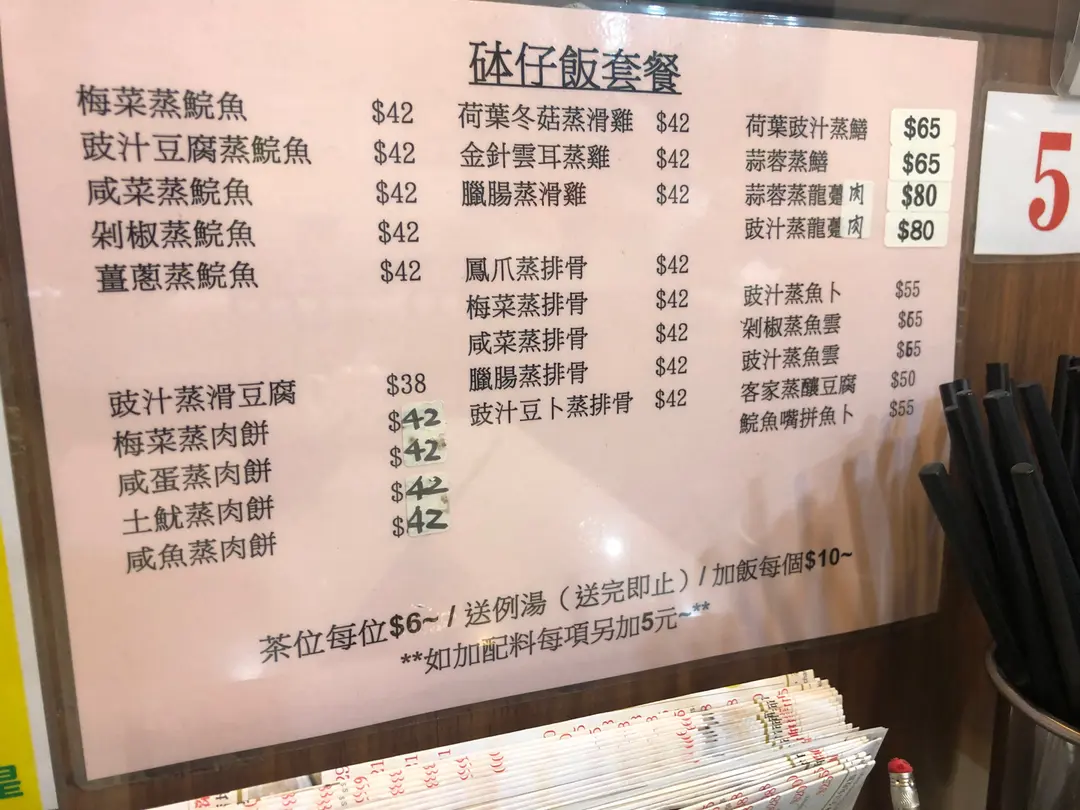 砵仔飯套餐
梅菜蒸鯇魚 $42
豉汁豆腐蒸鯇魚 $42
咸菜蒸鯇魚 $42
剁椒蒸鯇魚 $42
薑蔥蒸鯇魚 $42
豉汁蒸滑豆腐 $38
梅菜蒸肉餅 $42
咸蛋蒸肉餅 $42
土魷蒸肉餅 $42
咸魚蒸肉餅 $42
荷葉冬菇蒸滑雞 $42
金針雲耳蒸雞 $42
臘腸蒸滑雞 $42
鳳爪蒸排骨 $42
梅菜蒸排骨 $42
咸菜蒸排骨 $42
臘腸蒸排骨 $42
豉汁豆卜蒸排骨 $42
荷葉豉汁蒸鱔 $65
蒜蓉蒸鱔 $65
蒜蓉蒸龍躉肉 $80
豉汁蒸龍躉肉 $80
豉汁蒸魚卜 $55
剁椒蒸魚雲 $65
豉汁蒸魚雲 $65
客家蒸釀豆腐 $50
鯇魚嘴拼魚卜 $55
茶位每位$6~ / 送例湯（送完即止）/ 加飯每個$10~
**如加配料每項另加5元~**
5